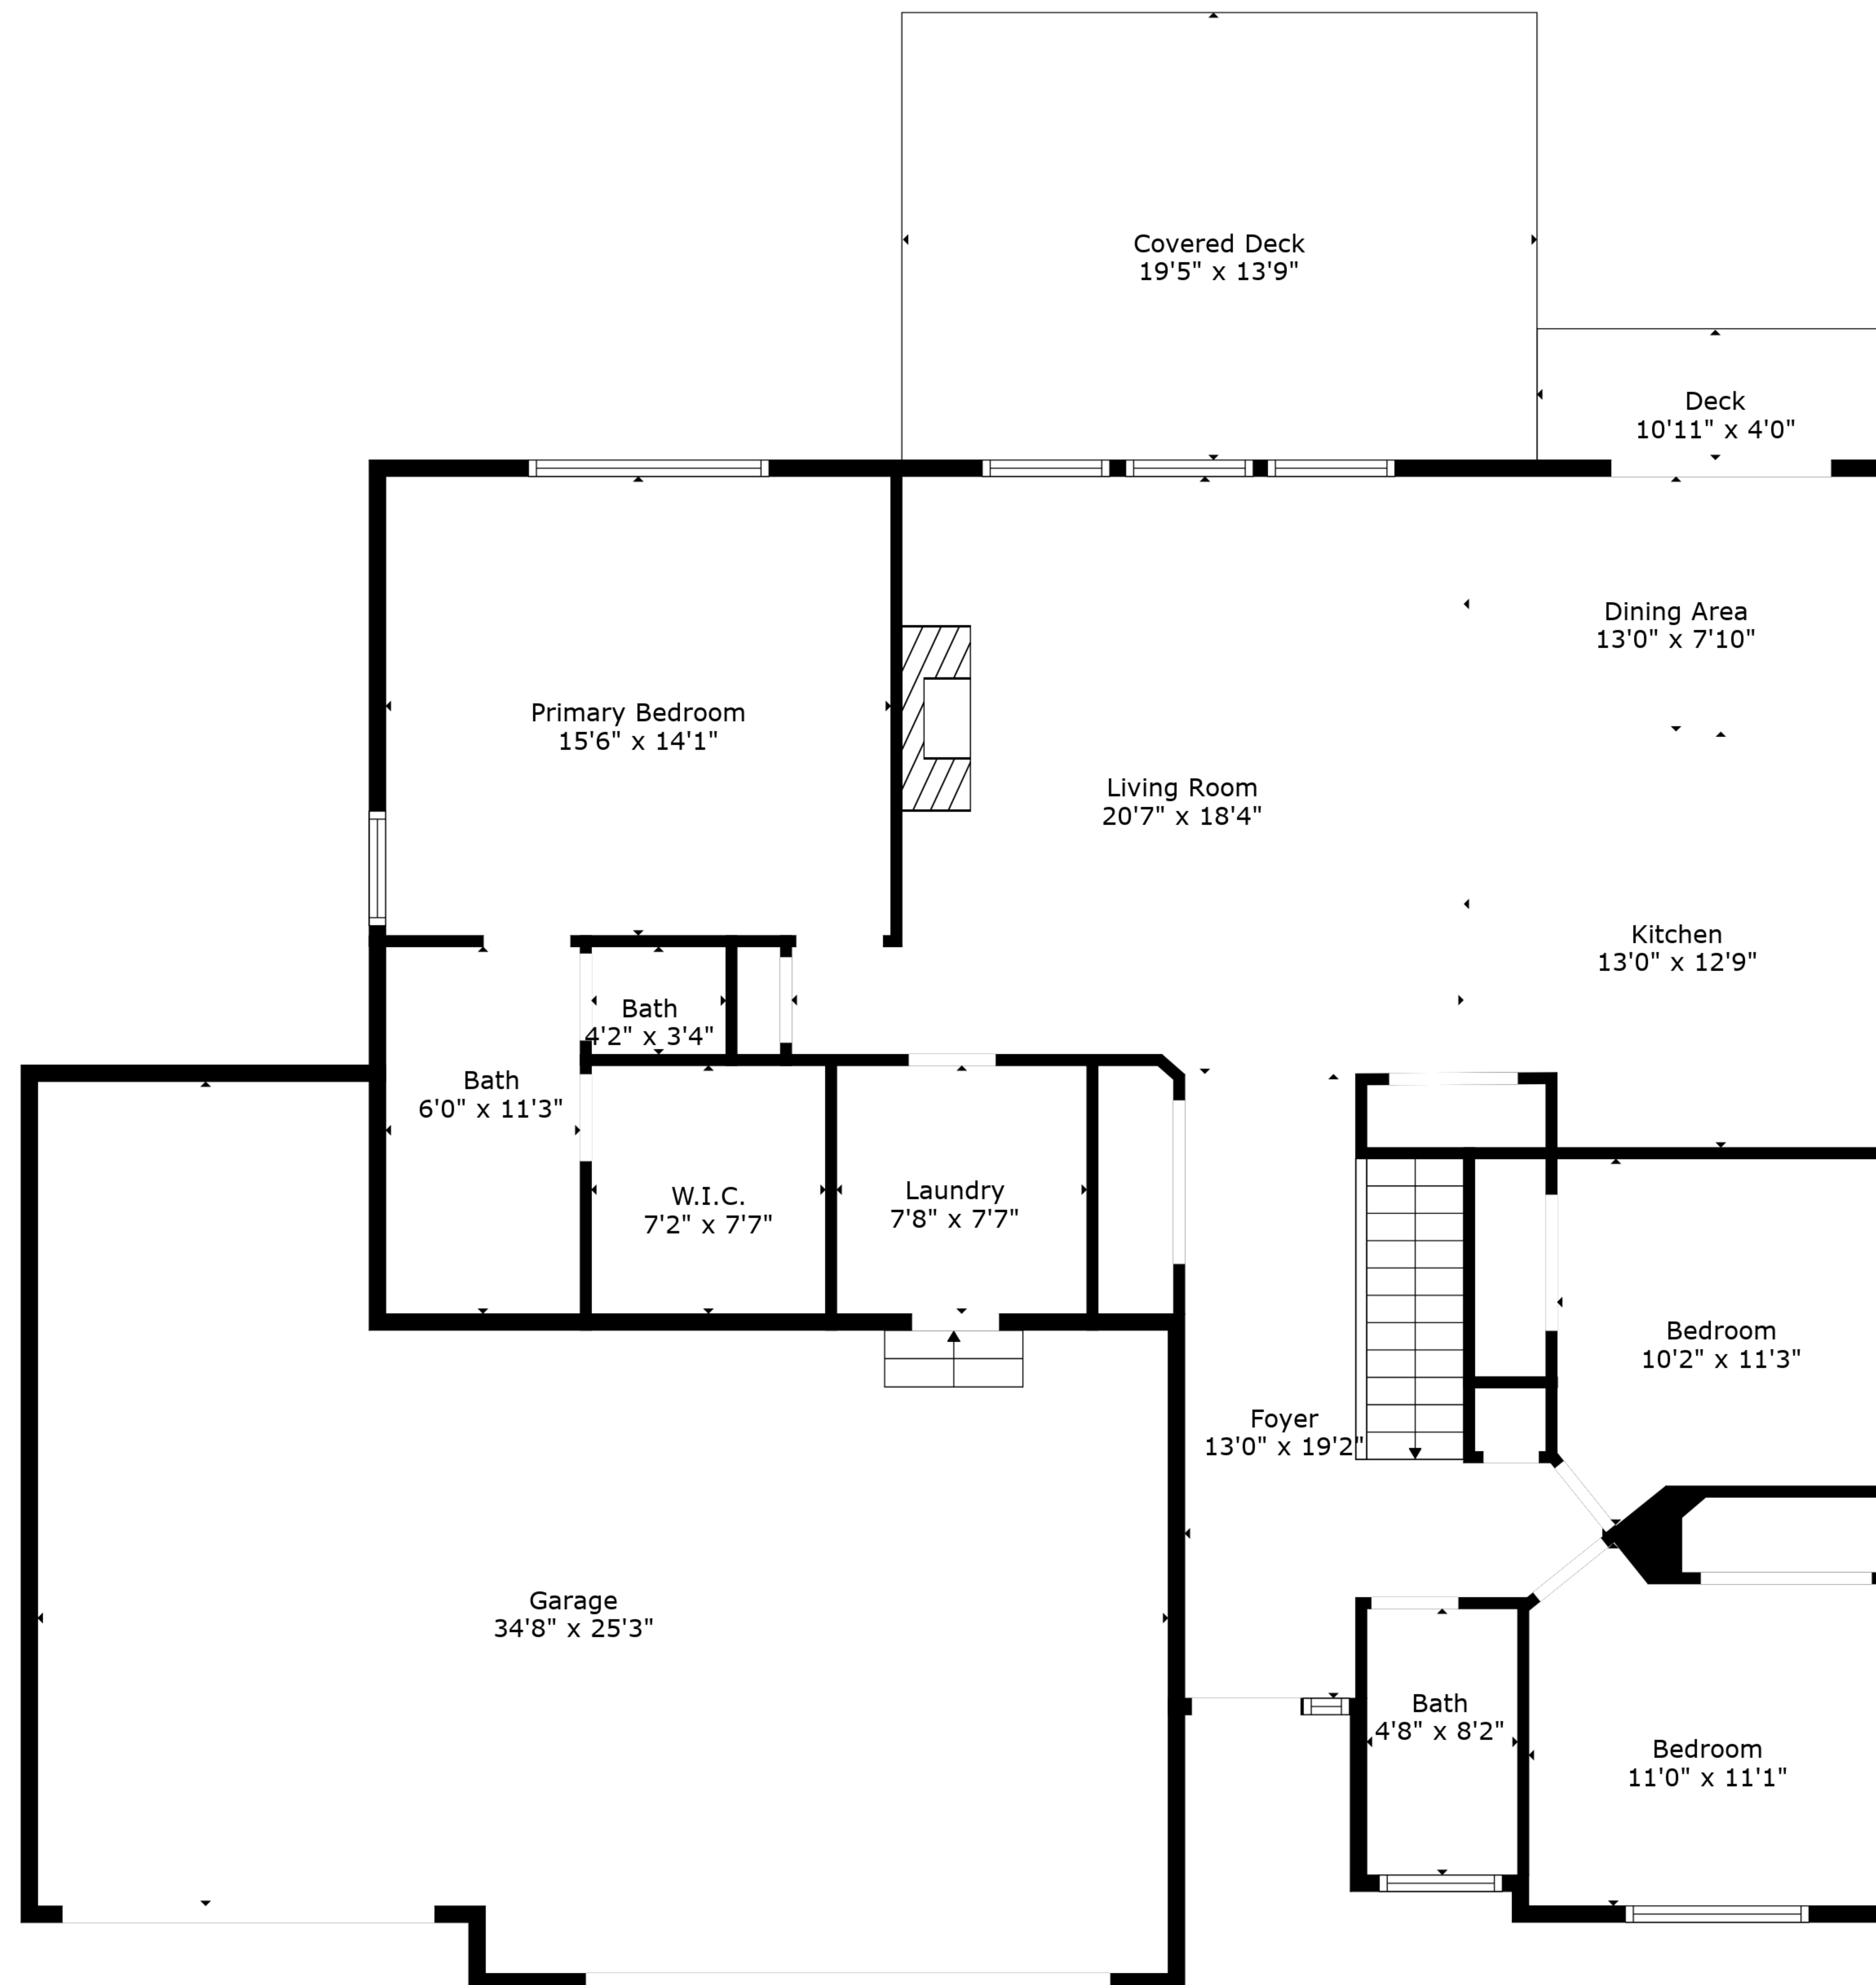 Covered Deck
19'5" x 13'9"
Deck
10'11" x 4'0"
Dining Area
13'0" x 7'10"
Primary Bedroom
15'6" x 14'1"
Living Room
20'7" x 18'4"
Kitchen
13'0" x 12'9"
Bath
4'2" x 3'4"
Bath
6'0" x 11'3"
W.I.C.
7'2" x 7'7"
Laundry
7'8" x 7'7"
Bedroom
10'2" x 11'3"
Foyer
13'0" x 19'2"
Garage
34'8" x 25'3"
Bath
4'8" x 8'2"
Bedroom
11'0" x 11'1"